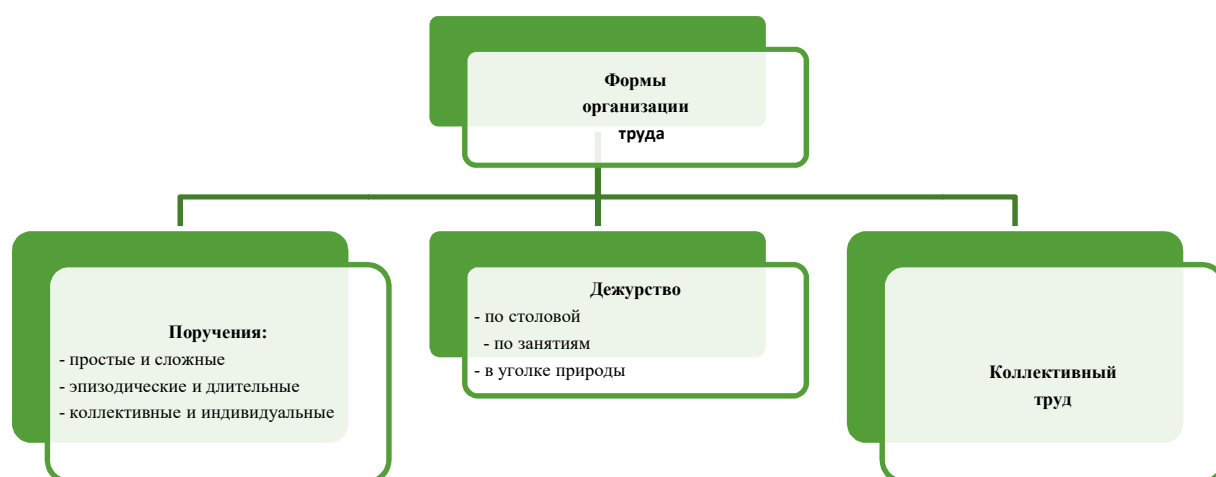 Формы
организации
труда
Поручения:
- простые и сложные
- эпизодические и длительные
- коллективные и индивидуальные
Дежурство
- по столовой
- по занятиям
- в уголке природы
Коллективный
труд